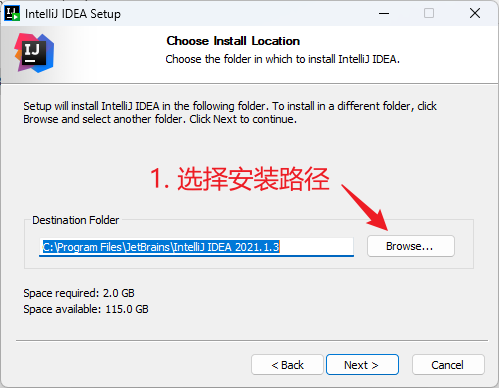 IntelliJ IDEA Setup
IJ
Choose Install Location
Choose the folder in which to install IntelliJ IDEA.
Setup will install IntelliJ IDEA in the following folder. To install in a different folder, click
Browse and select another folder. Click Next to continue.
1. 选择安装路径
Destination Folder
C:\Program Files\JetBrains\IntelliJ IDEA 2021.1.3
Browse...
Space required: 2.0 GB
Space available: 115.0 GB
< Back
Next >
Cancel